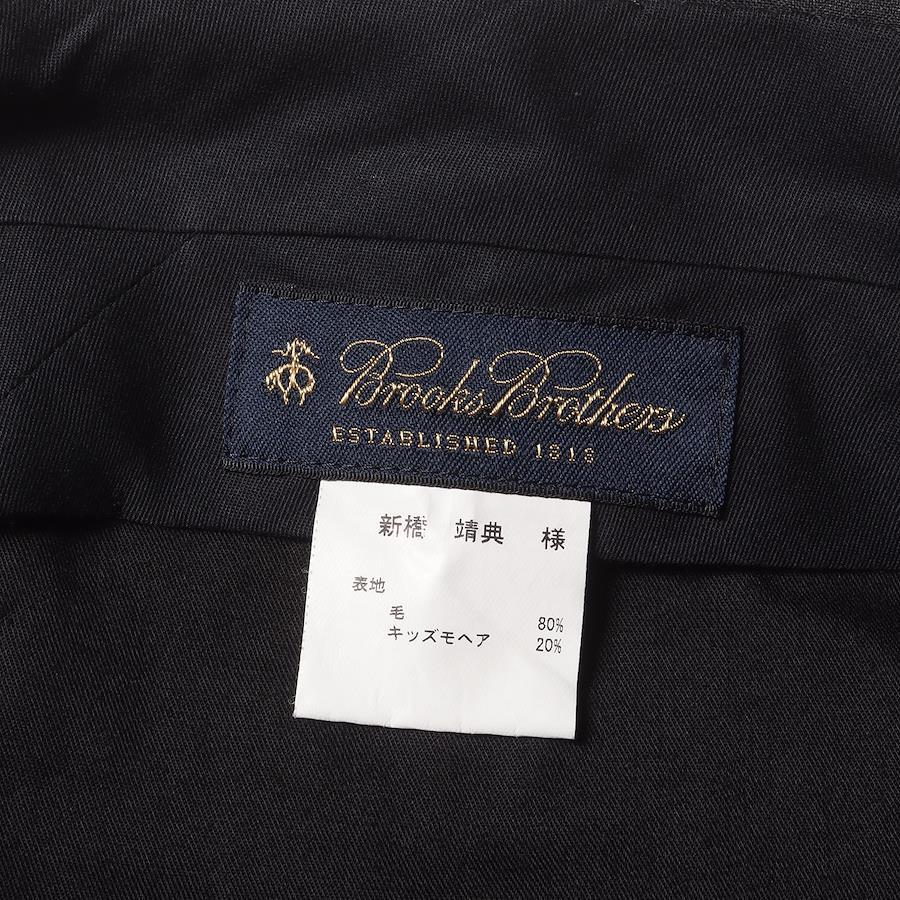 Brooks Brothers
ESTABLISHED 1818
新橋 靖典 様
表地
毛 80%
キッズモヘア 20%